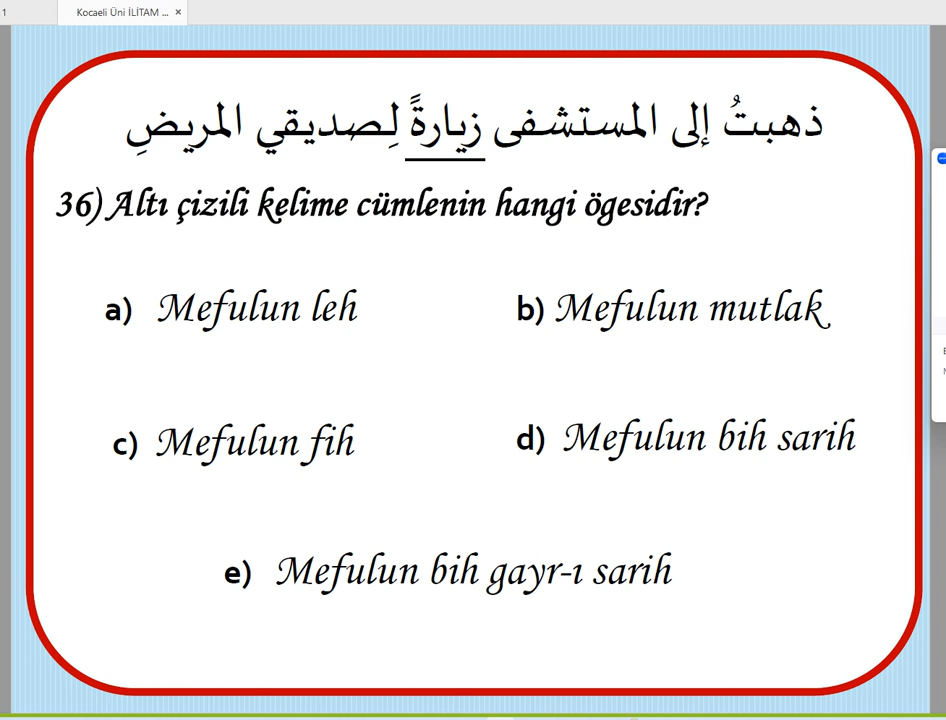 1
Kocaeli Üni İLİTAM ... ×
ذهبتُ إلى المستشفى زيارةً لِصديقي المريضِ
36) Altı çizili kelime cümlenin hangi ögesidir?
a) Mefulun leh
b) Mefulun mutlak
c) Mefulun fih
d) Mefulun bih sarih
e) Mefulun bih gayr-ı sarih